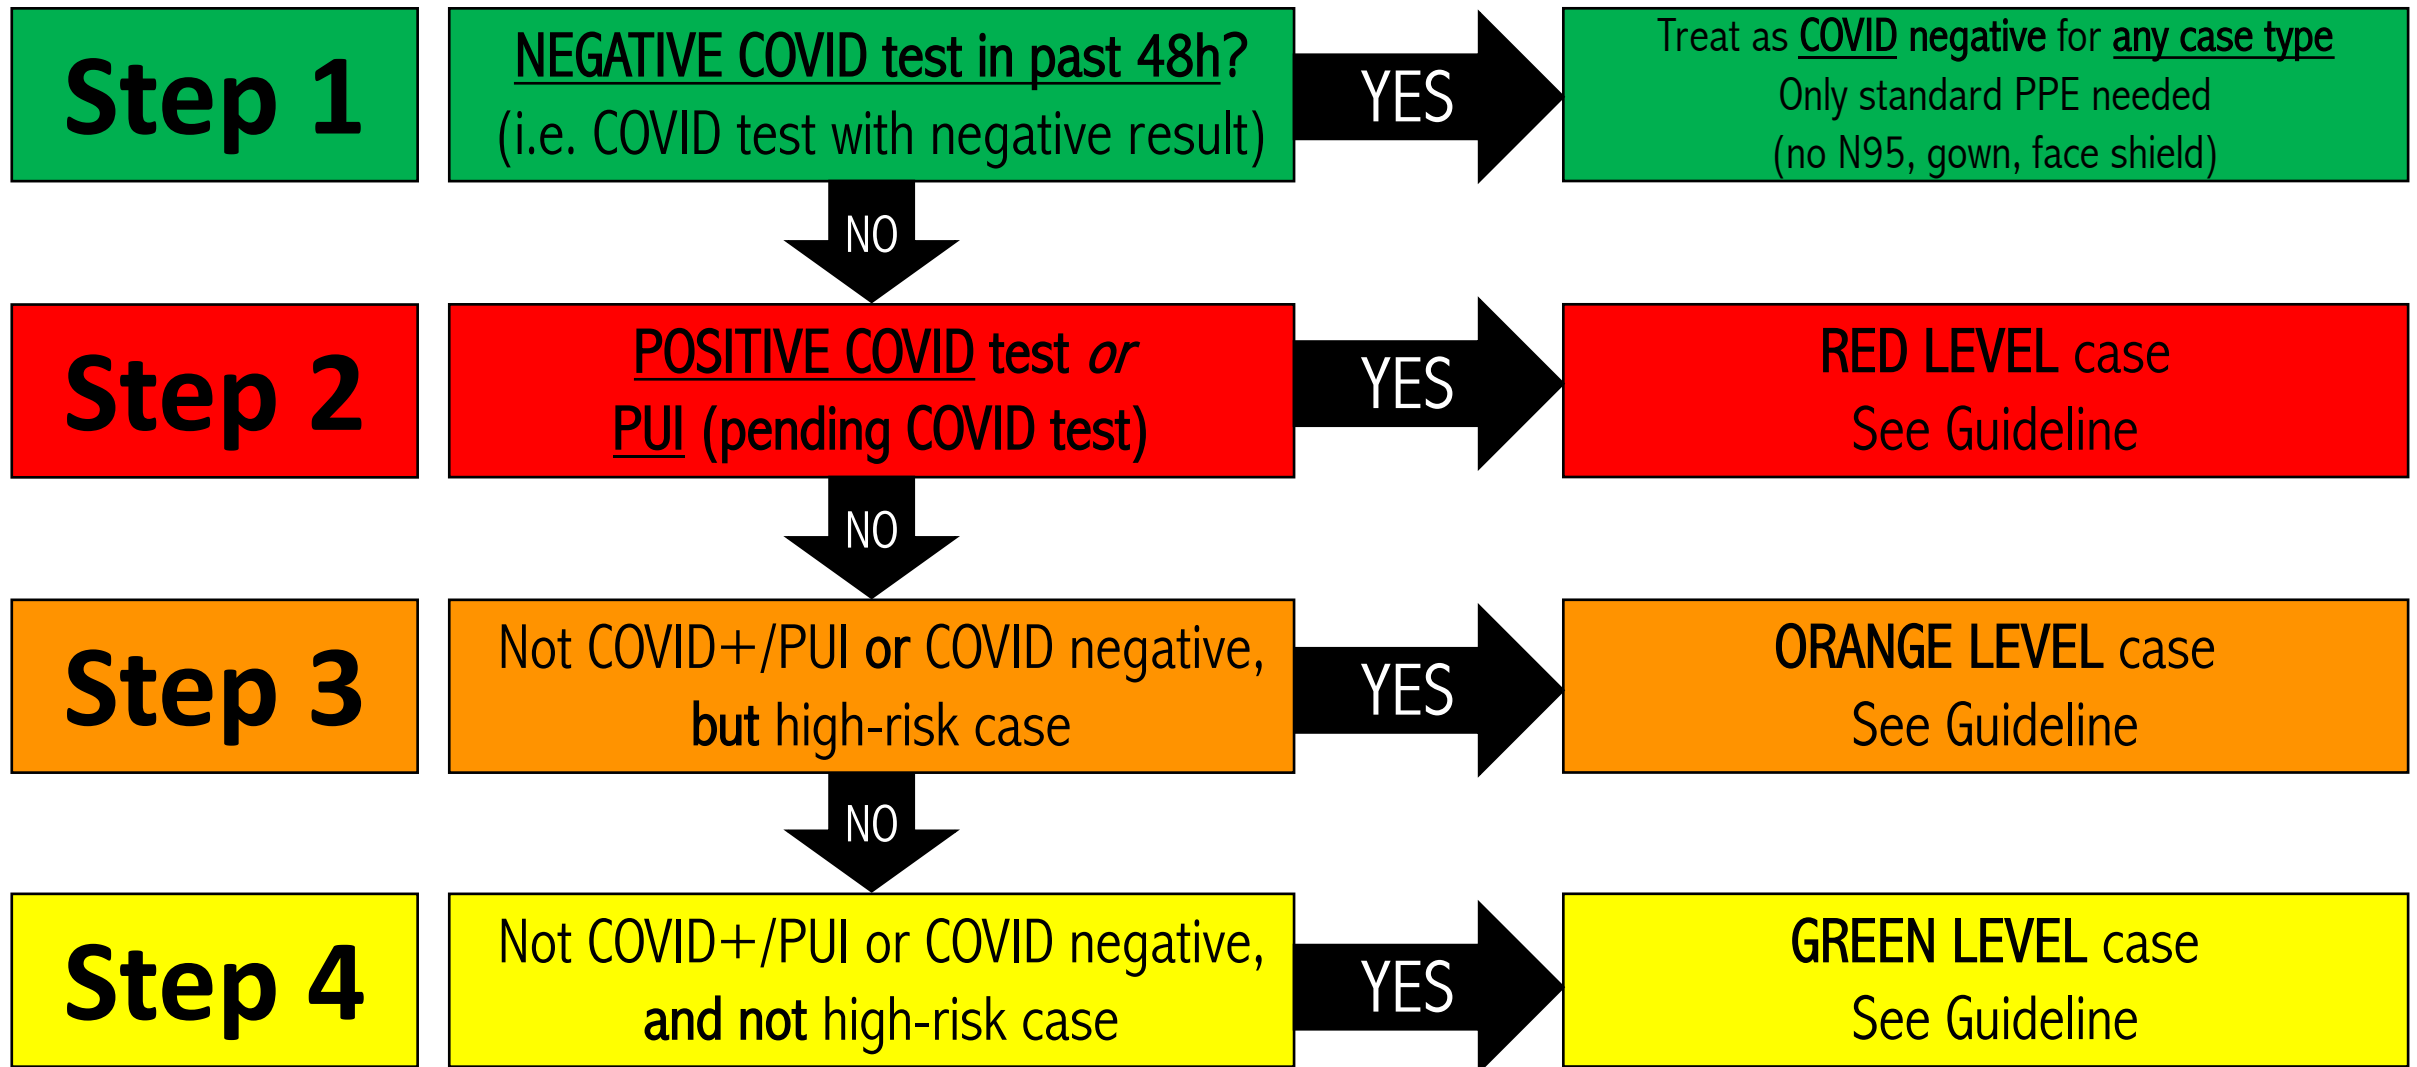 Step 1
NEGATIVE COVID test in past 48h?
(i.e. COVID test with negative result)
YES
Treat as COVID negative for any case type
Only standard PPE needed
(no N95, gown, face shield)
NO
Step 2
POSITIVE COVID test or
PUI (pending COVID test)
YES
RED LEVEL case
See Guideline
NO
Step 3
Not COVID+/PUI or COVID negative,
but high-risk case
YES
ORANGE LEVEL case
See Guideline
NO
Step 4
Not COVID+/PUI or COVID negative,
and not high-risk case
YES
GREEN LEVEL case
See Guideline